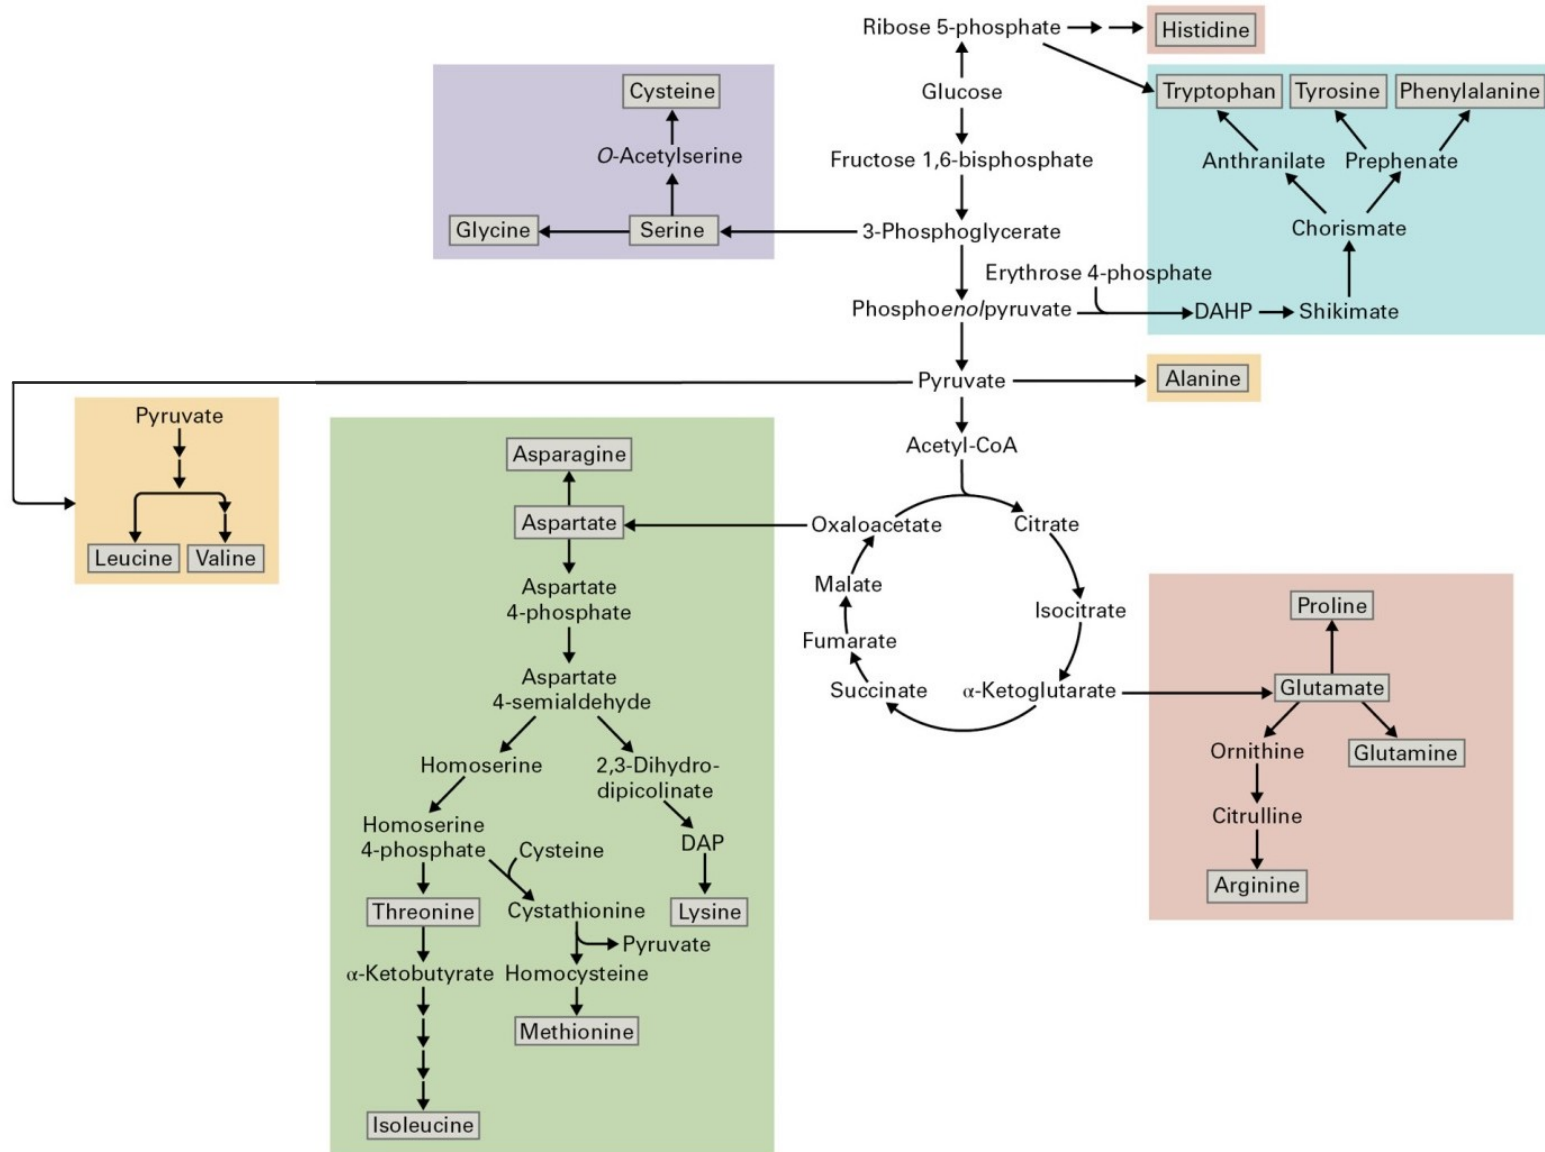 Ribose 5-phosphate
Histidine
Cysteine
Glucose
Tryptophan
Tyrosine
Phenylalanine
O-Acetylserine
Fructose 1,6-bisphosphate
Anthranilate
Prephenate
Glycine
Serine
3-Phosphoglycerate
Chorismate
Erythrose 4-phosphate
Phosphoenolpyruvate
DAHP
Shikimate
Pyruvate
Alanine
Pyruvate
Acetyl-CoA
Leucine
Valine
Asparagine
Aspartate
Oxaloacetate
Citrate
Aspartate
4-phosphate
Malate
Isocitrate
Fumarate
Succinate
α-Ketoglutarate
Proline
Glutamate
Ornithine
Glutamine
Citrulline
Arginine
Aspartate
4-semialdehyde
Homoserine
2,3-Dihydro-
dipicolinate
Homoserine
4-phosphate
Cysteine
DAP
Threonine
Cystathionine
Lysine
Pyruvate
α-Ketobutyrate
Homocysteine
Methionine
Isoleucine